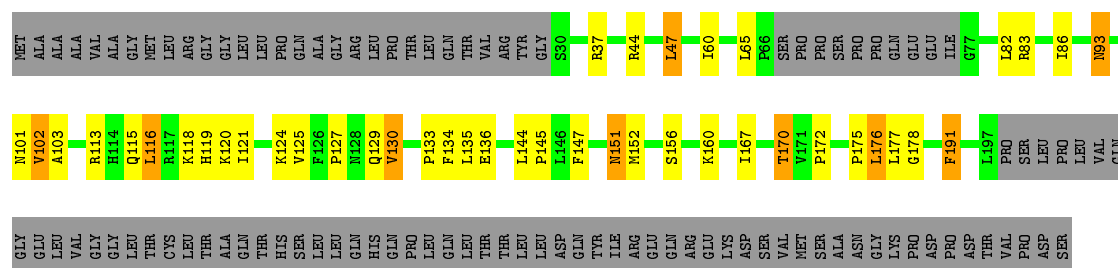 MET ALA ALA ALA VAL ALA GLY MET LEU ARG GLY GLY LEU LEU PRO GLN ALA GLY ARG LEU PRO THR LEU GLN THR VAL ARG TYR GLY S30 R37 R44 L47 I60 L65 P66 SER PRO PRO SER PRO PRO GLN GLU GLU ILE G77 L82 R83 I86 N93
N101 V102 A103 R113 H114 Q115 L116 R117 K118 H119 K120 I121 K124 V125 F126 P127 N128 Q129 V130 P133 F134 L135 E136 L144 P145 L146 F147 N151 M152 S156 K160 I167 T170 V171 P172 P175 L176 L177 G178 F191 L197 PRO SER LEU PRO LEU VAL GLN
GLY GLU LEU VAL GLY GLY LEU THR CYS LYS LEU THR ALA GLN THR HIS SER LEU LEU GLN HIS GLN PRO LEU GLN LEU THR THR LEU LEU ASP GLN TYR ILE ARG GLU GLN ARG GLU LYS ASP SER VAL MET SER ALA ASN GLY LYS PRO ASP PRO ASP THR VAL PRO ASP SER